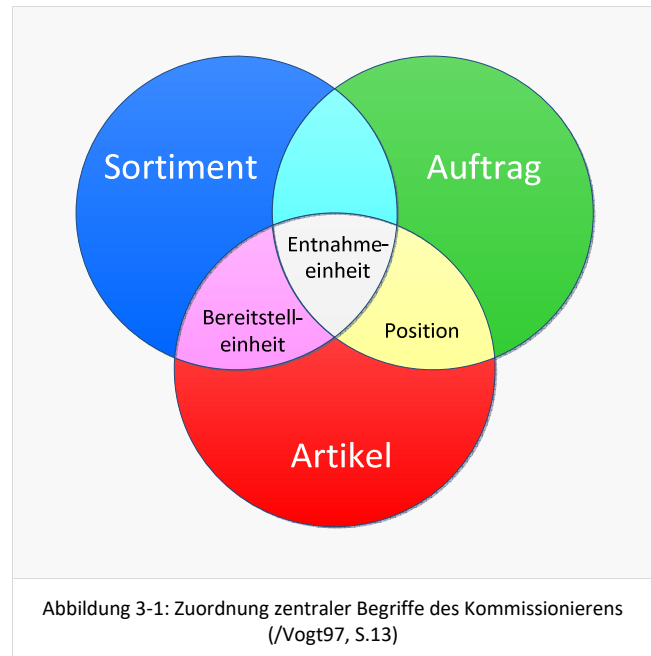 Sortiment
Auftrag
Entnahme-
einheit
Bereitstell-
einheit
Position
Artikel
Abbildung 3-1: Zuordnung zentraler Begriffe des Kommissionierens
(/Vogt97, S.13)